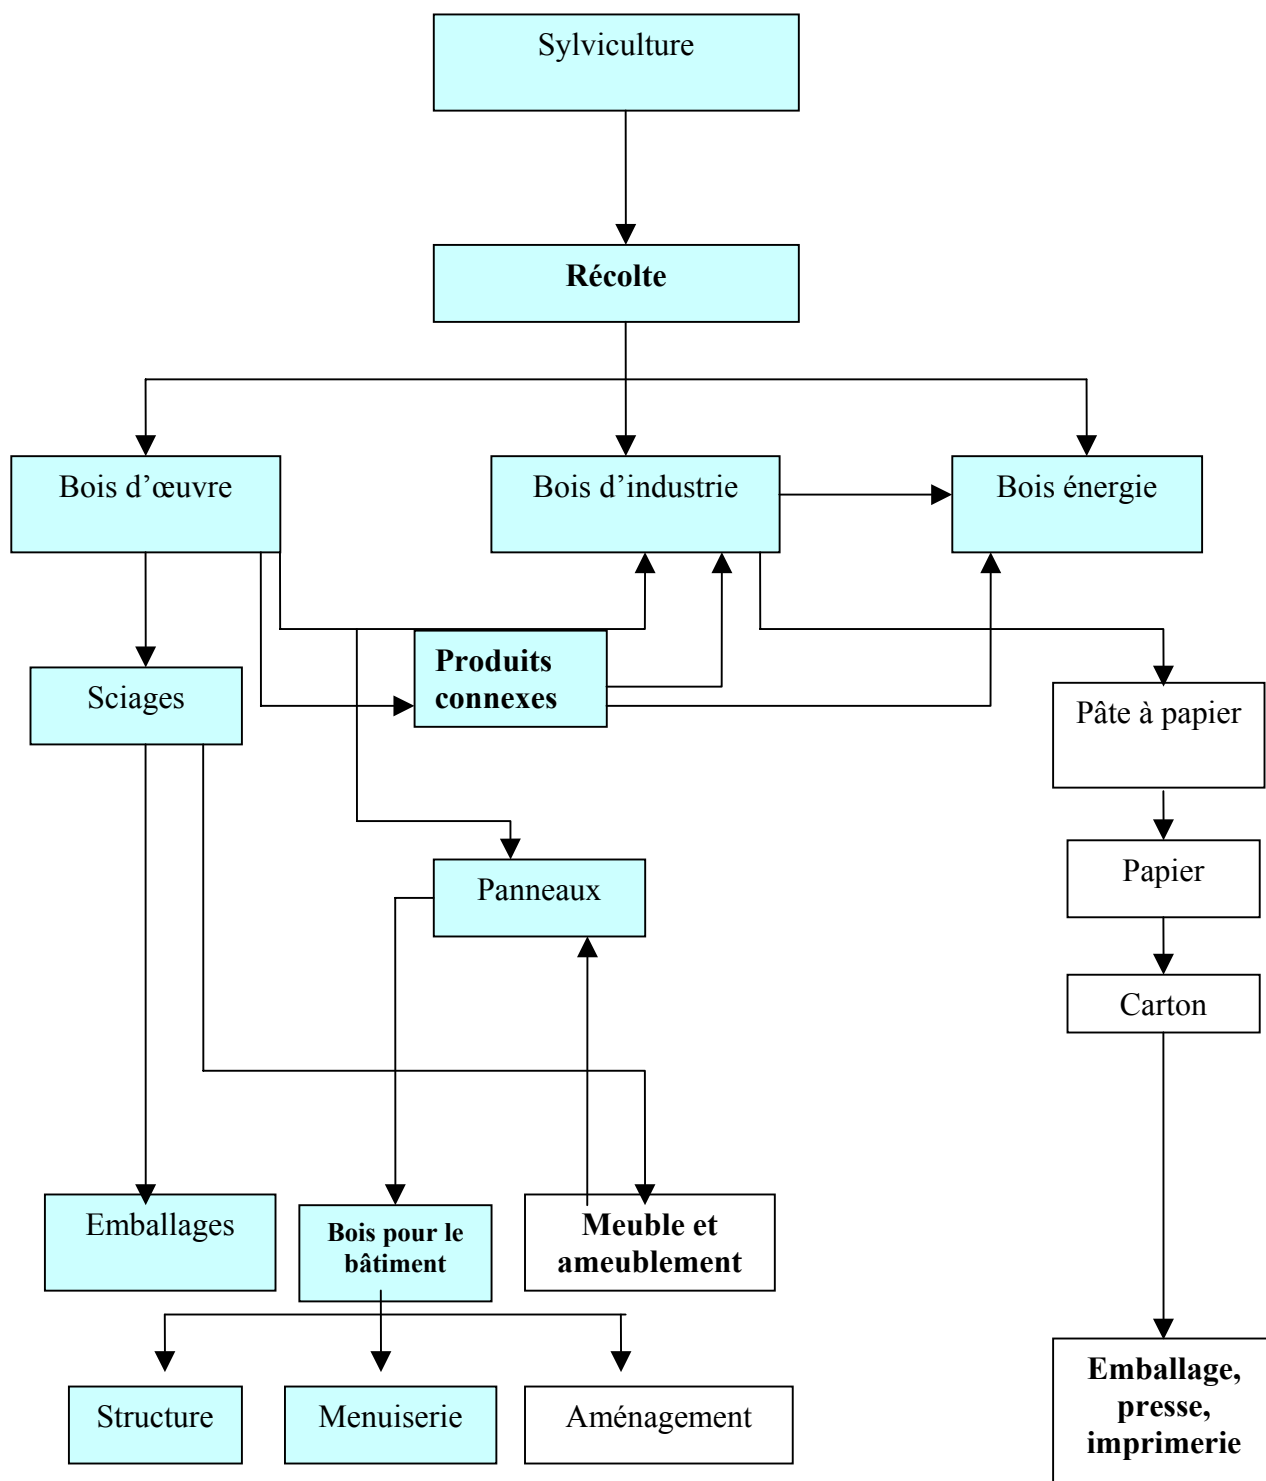 Sylviculture
Récolte
Bois d’œuvre
Bois d’industrie
Bois énergie
Produits
connexes
Sciages
Pâte à papier
Panneaux
Papier
Carton
Emballages
Bois pour le
bâtiment
Meuble et
ameublement
Structure
Menuiserie
Aménagement
Emballage,
presse,
imprimerie